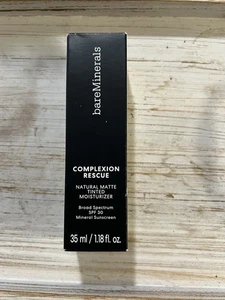 bareMinerals
COMPLEXION
RESCUE
NATURAL MATTE
TINTED
MOISTURIZER
Broad Spectrum
SPF 30
Mineral Sunscreen
35 ml / 1.18 fl. oz.